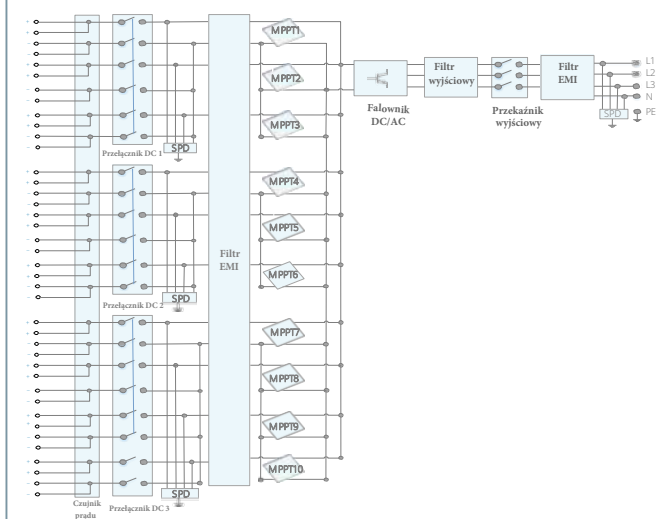 MPPT1
MPPT2
MPPT3
MPPT4
MPPT5
MPPT6
MPPT7
MPPT8
MPPT9
MPPT10
SPD
Przełącznik DC 1
SPD
Przełącznik DC 2
SPD
Przełącznik DC 3
Czujnik
prądu
Filtr
EMI
Falownik
DC/AC
Filtr
wyjściowy
Przekaźnik
wyjściowy
Filtr
EMI
SPD
L1
L2
L3
N
PE